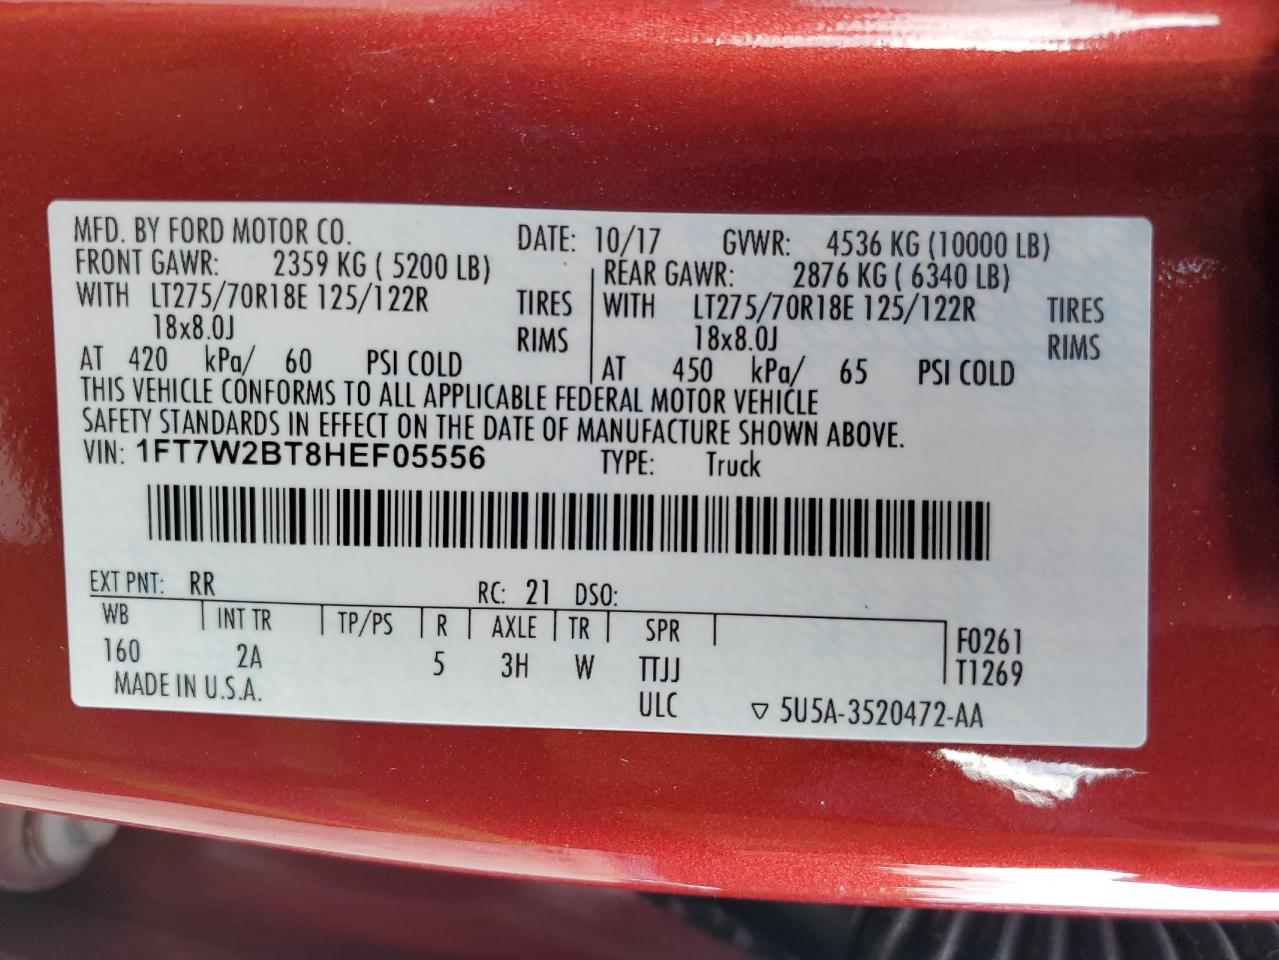 MFD. BY FORD MOTOR CO. DATE: 10/17 GVWR: 4536 KG (10000 LB)
FRONT GAWR: 2359 KG ( 5200 LB) REAR GAWR: 2876 KG ( 6340 LB)
WITH LT275/70R18E 125/122R TIRES WITH LT275/70R18E 125/122R TIRES
18x8.0J RIMS 18x8.0J RIMS
AT 420 kPa/ 60 PSI COLD AT 450 kPa/ 65 PSI COLD
THIS VEHICLE CONFORMS TO ALL APPLICABLE FEDERAL MOTOR VEHICLE
SAFETY STANDARDS IN EFFECT ON THE DATE OF MANUFACTURE SHOWN ABOVE.
VIN: 1FT7W2BT8HEF05556 TYPE: Truck
EXT PNT: RR RC: 21 DSO:
WB INT TR TP/PS R AXLE TR SPR F0261
160 2A 5 3H W TTJJ T1269
MADE IN U.S.A. ULC ▽ 5U5A-3520472-AA